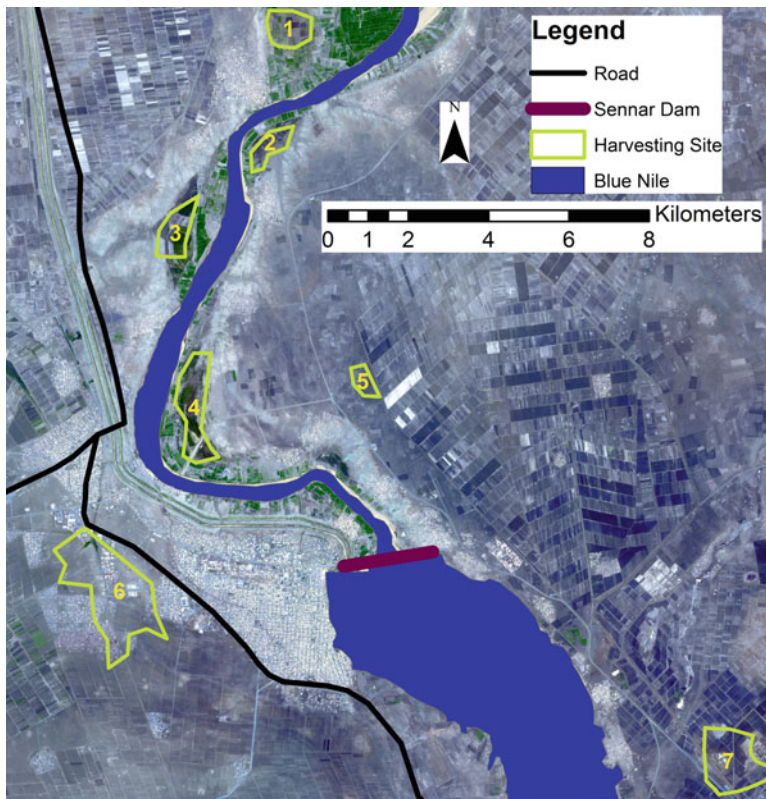 1
Legend
Road
Sennar Dam
Harvesting Site
Blue Nile
N
Kilometers
0 1 2 4 6 8
2
3
5
4
6
7